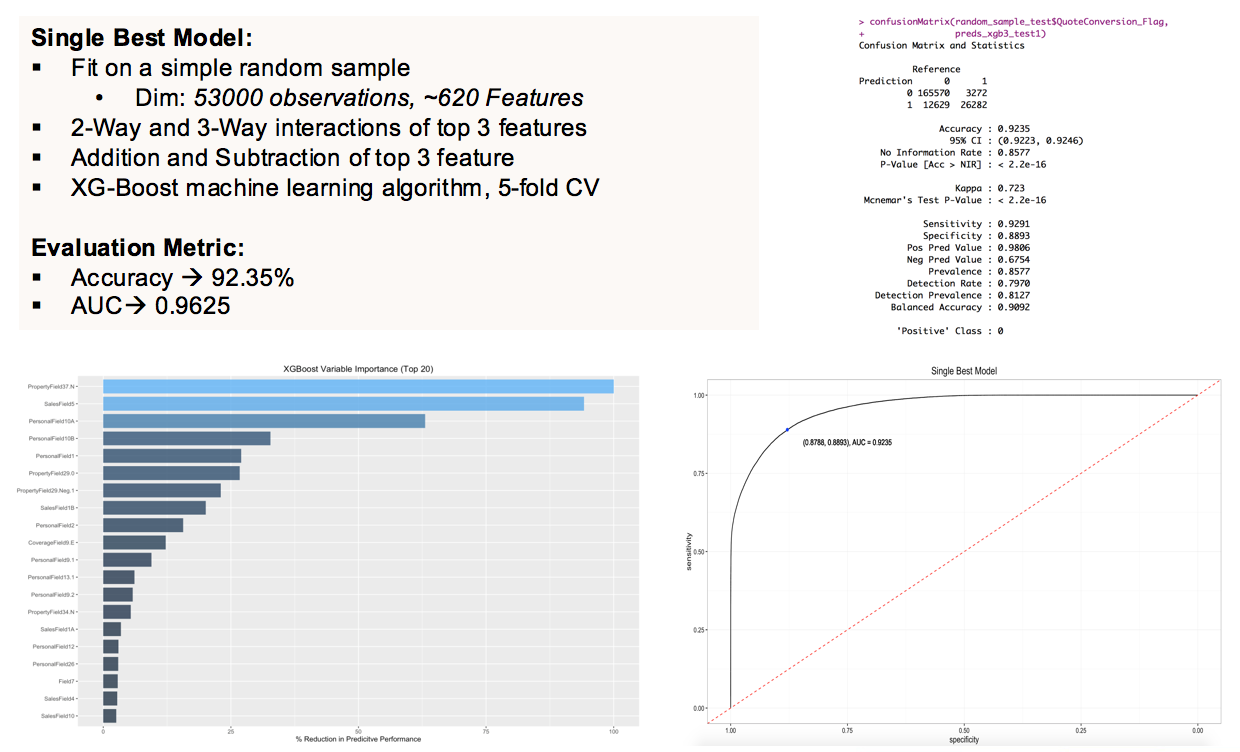 Single Best Model:
▪ Fit on a simple random sample
• Dim: 53000 observations, ~620 Features
▪ 2-Way and 3-Way interactions of top 3 features
▪ Addition and Subtraction of top 3 feature
▪ XG-Boost machine learning algorithm, 5-fold CV
Evaluation Metric:
▪ Accuracy → 92.35%
▪ AUC→ 0.9625
> confusionMatrix(random_sample_test$QuoteConversion_Flag,
+ preds_xgb3_test1)
Confusion Matrix and Statistics
Reference
Prediction 0 1
0 165570 3272
1 12629 26282
Accuracy : 0.9235
95% CI : (0.9223, 0.9246)
No Information Rate : 0.8577
P-Value [Acc > NIR] : < 2.2e-16
Kappa : 0.723
Mcnemar's Test P-Value : < 2.2e-16
Sensitivity : 0.9291
Specificity : 0.8893
Pos Pred Value : 0.9806
Neg Pred Value : 0.6754
Prevalence : 0.8577
Detection Rate : 0.7970
Detection Prevalence : 0.8127
Balanced Accuracy : 0.9092
'Positive' Class : 0
XGBoost Variable Importance (Top 20)
PropertyField37.N
SalesField5
PersonalField10A
PersonalField10B
PersonalField1
PropertyField29.0
PropertyField29.Neg.1
SalesField1B
PersonalField2
CoverageField9.E
PersonalField9.1
PersonalField13.1
PersonalField9.2
PropertyField34.N
SalesField1A
PersonalField12
PersonalField26
Field7
SalesField4
SalesField10
0 25 50 75 100
% Reduction in Predicitve Performance
Single Best Model
1.00
0.75
0.50
0.25
0.00
sensitivity
(0.8788, 0.8893), AUC = 0.9235
1.00 0.75 0.50 0.25 0.00
specificity